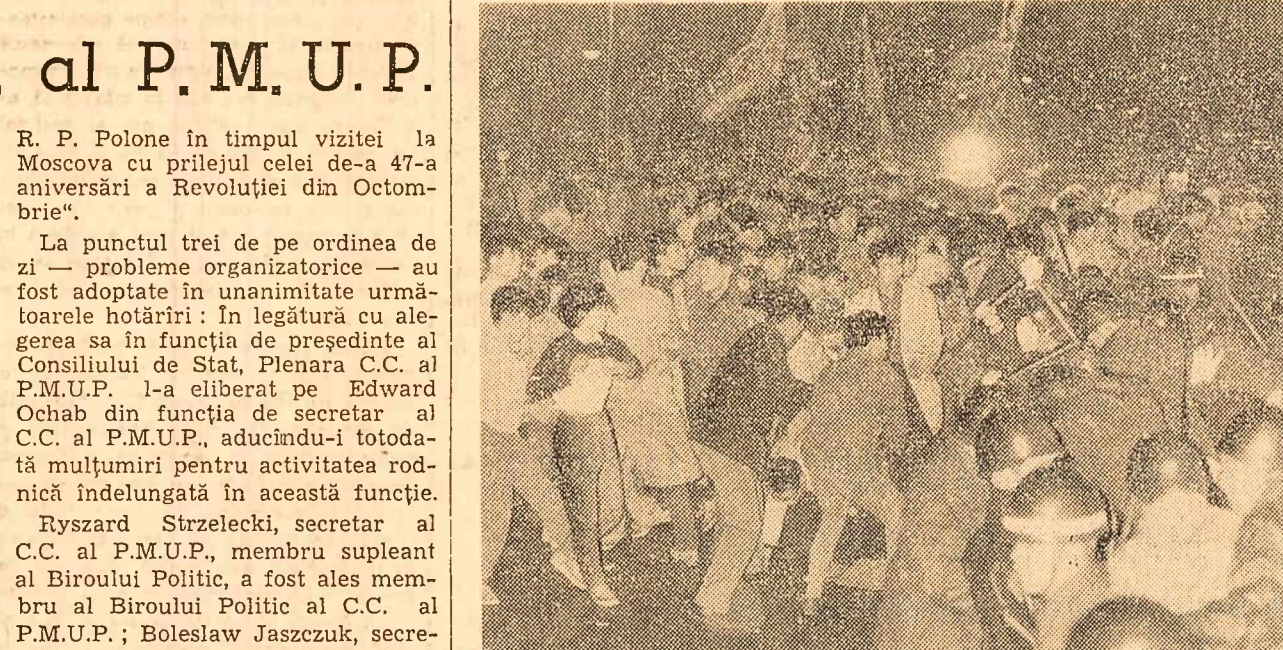 al P.M.U.P.
R. P. Polone în timpul vizitei la
Moscova cu prilejul celei de-a 47-a
aniversări a Revoluției din Octom-
brie“.
La punctul trei de pe ordinea de
zi — probleme organizatorice — au
fost adoptate în unanimitate urmă-
toarele hotărîri : În legătură cu ale-
gerea sa în funcția de președinte al
Consiliului de Stat, Plenara C.C. al
P.M.U.P. l-a eliberat pe Edward
Ochab din funcția de secretar al
C.C. al P.M.U.P., aducîndu-i totoda-
tă mulțumiri pentru activitatea rod-
nică îndelungată în această funcție.
Ryszard Strzelecki, secretar al
C.C. al P.M.U.P., membru supleant
al Biroului Politic, a fost ales mem-
bru al Biroului Politic al C.C. al
P.M.U.P. ; Boleslaw Jaszczuk, secre-